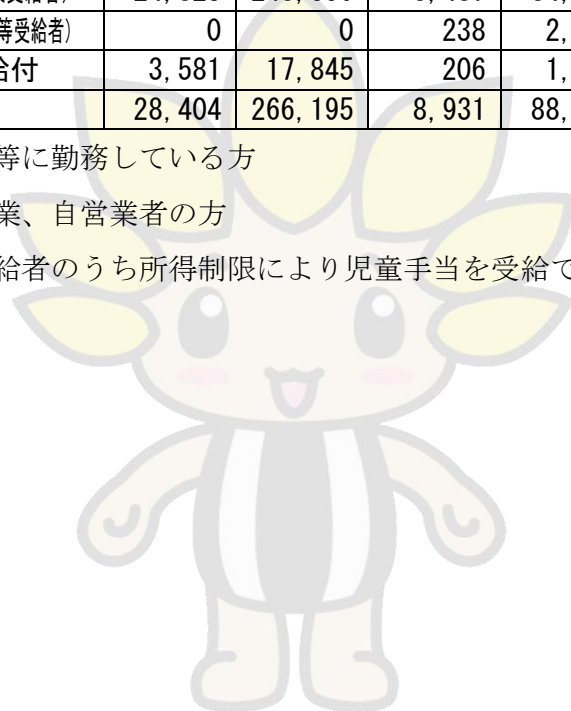 等受給者) 0 0 238 2,
給付 3,581 17,845 206 1,
28,404 266,195 8,931 88,
等に勤務している方
業、自営業者の方
給者のうち所得制限により児童手当を受給で